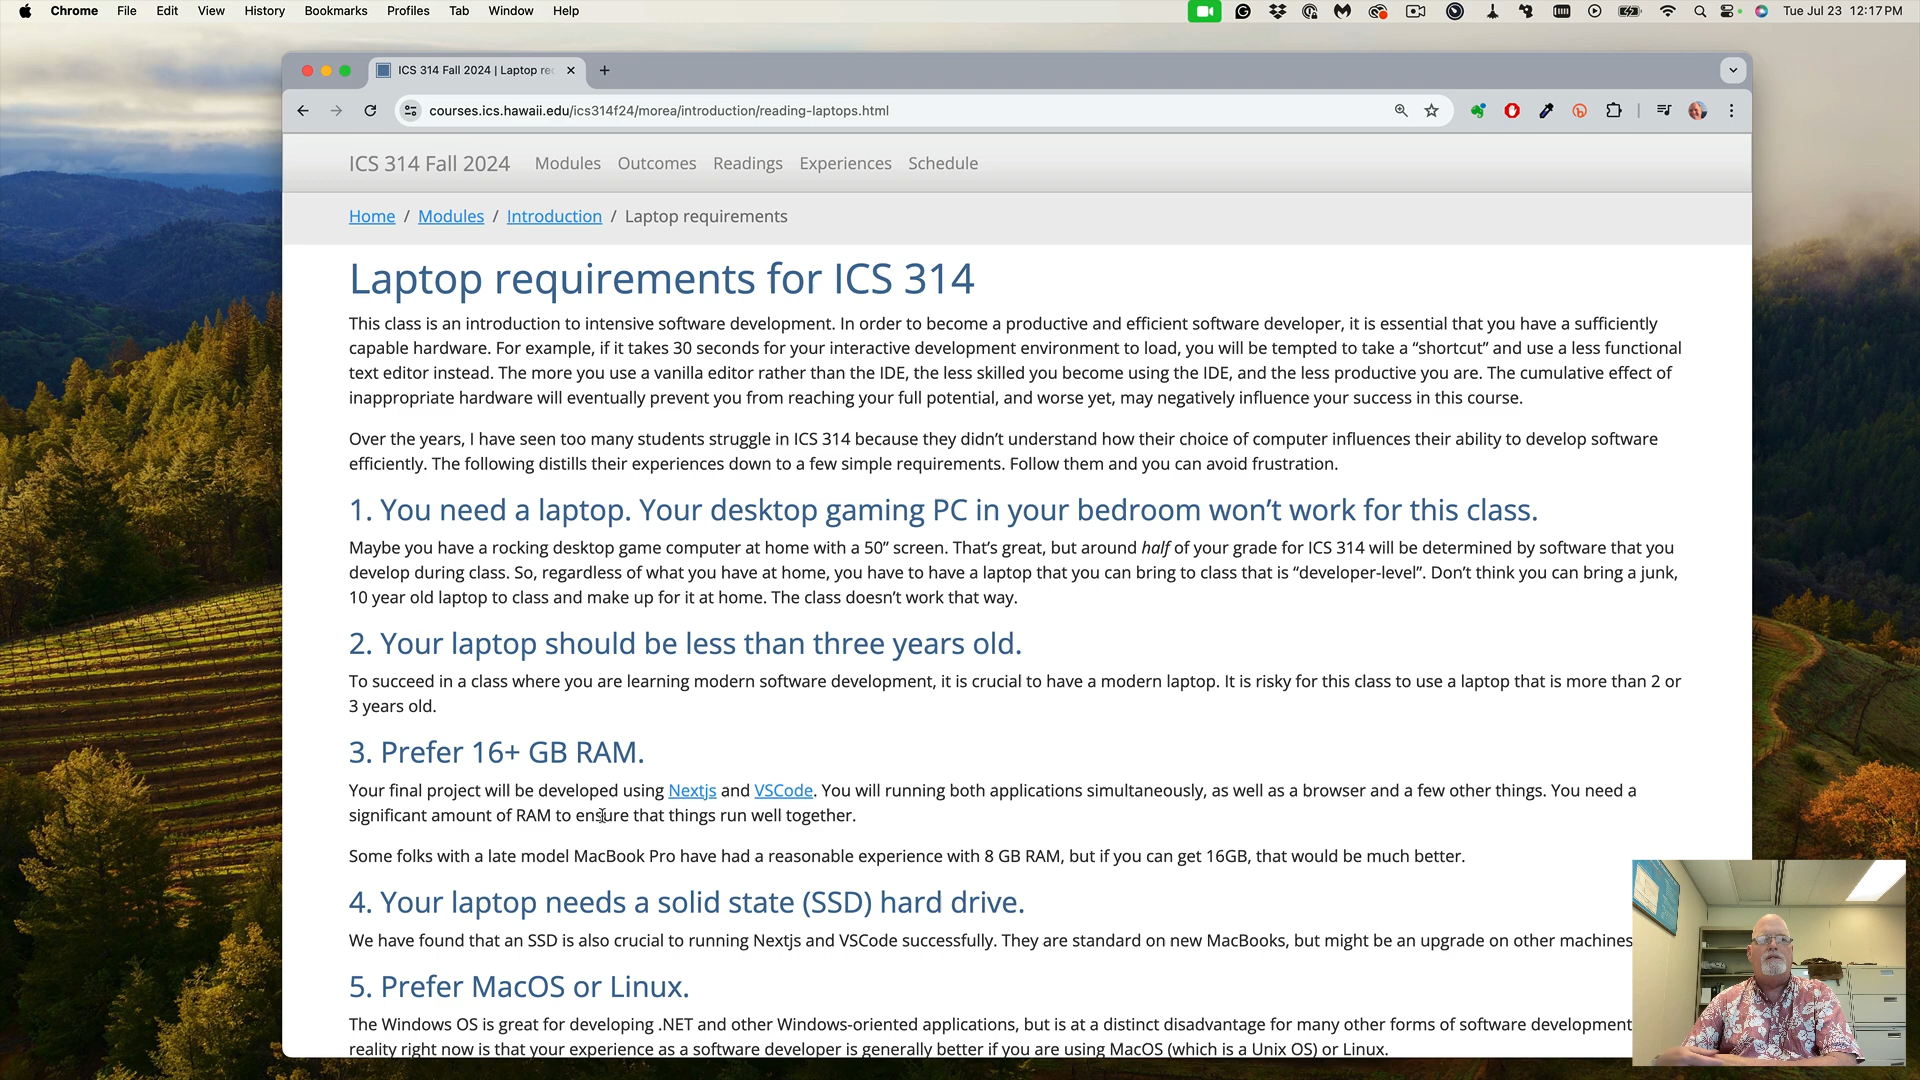 Chrome File Edit View History Bookmarks Profiles Tab Window Help Tue Jul 23 12:17 PM
ICS 314 Fall 2024 | Laptop re
courses.ics.hawaii.edu/ics314f24/morea/introduction/reading-laptops.html
ICS 314 Fall 2024 Modules Outcomes Readings Experiences Schedule
Home / Modules / Introduction / Laptop requirements
Laptop requirements for ICS 314
This class is an introduction to intensive software development. In order to become a productive and efficient software developer, it is essential that you have a sufficiently
capable hardware. For example, if it takes 30 seconds for your interactive development environment to load, you will be tempted to take a “shortcut” and use a less functional
text editor instead. The more you use a vanilla editor rather than the IDE, the less skilled you become using the IDE, and the less productive you are. The cumulative effect of
inappropriate hardware will eventually prevent you from reaching your full potential, and worse yet, may negatively influence your success in this course.
Over the years, I have seen too many students struggle in ICS 314 because they didn’t understand how their choice of computer influences their ability to develop software
efficiently. The following distills their experiences down to a few simple requirements. Follow them and you can avoid frustration.
1. You need a laptop. Your desktop gaming PC in your bedroom won’t work for this class.
Maybe you have a rocking desktop game computer at home with a 50” screen. That’s great, but around half of your grade for ICS 314 will be determined by software that you
develop during class. So, regardless of what you have at home, you have to have a laptop that you can bring to class that is “developer-level”. Don’t think you can bring a junk,
10 year old laptop to class and make up for it at home. The class doesn’t work that way.
2. Your laptop should be less than three years old.
To succeed in a class where you are learning modern software development, it is crucial to have a modern laptop. It is risky for this class to use a laptop that is more than 2 or
3 years old.
3. Prefer 16+ GB RAM.
Your final project will be developed using Nextjs and VSCode. You will running both applications simultaneously, as well as a browser and a few other things. You need a
significant amount of RAM to ensure that things run well together.
Some folks with a late model MacBook Pro have had a reasonable experience with 8 GB RAM, but if you can get 16GB, that would be much better.
4. Your laptop needs a solid state (SSD) hard drive.
We have found that an SSD is also crucial to running Nextjs and VSCode successfully. They are standard on new MacBooks, but might be an upgrade on other machines
5. Prefer MacOS or Linux.
The Windows OS is great for developing .NET and other Windows-oriented applications, but is at a distinct disadvantage for many other forms of software development
reality right now is that your experience as a software developer is generally better if you are using MacOS (which is a Unix OS) or Linux.